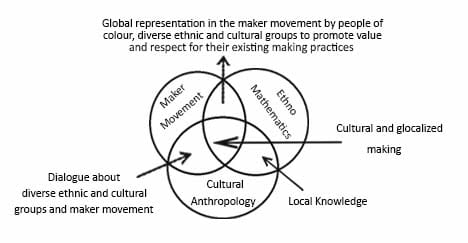 Global representation in the maker movement by people of
colour, diverse ethnic and cultural groups to promote value
and respect for their existing making practices
Maker
Movement
Ethno
Mathematics
Cultural and glocalized
making
Dialogue about
diverse ethnic and cultural
groups and maker movement
Cultural
Anthropology
Local Knowledge